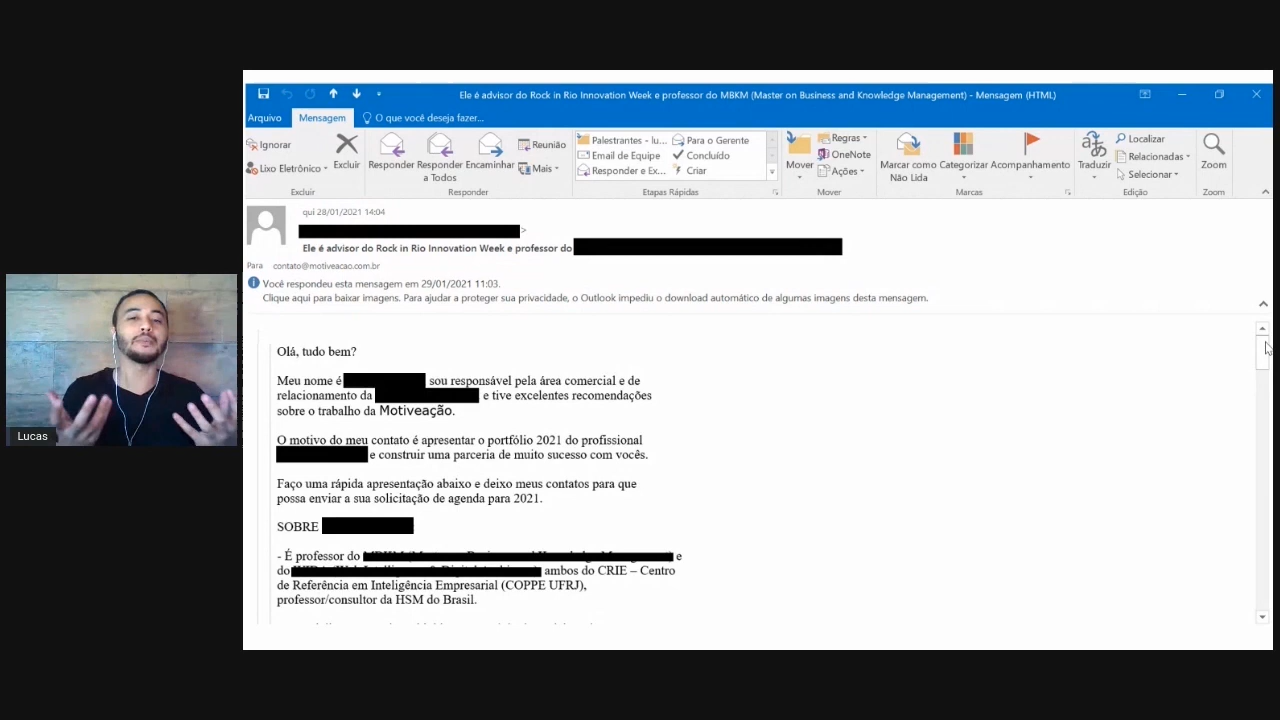 Ele é advisor do Rock in Rio Innovation Week e professor do MBKM (Master on Business and Knowledge Management) - Mensagem (HTML)
Arquivo Mensagem O que você deseja fazer...
Ignorar
Lixo Eletrônico
Excluir
Responder
Responder a Todos
Encaminhar
Reunião
Mais
Palestrantes - lu...
Para o Gerente
Email de Equipe
Concluído
Responder e Ex...
Criar
Mover
Regras
OneNote
Ações
Marcar como Não Lida
Categorizar
Acompanhamento
Traduzir
Localizar
Relacionadas
Selecionar
Zoom
Excluir Responder Etapas Rápidas Mover Marcas Edição Zoom
qui 28/01/2021 14:04
>
Ele é advisor do Rock in Rio Innovation Week e professor do
Para contato@motiveacao.com.br
Você respondeu esta mensagem em 29/01/2021 11:03.
Clique aqui para baixar imagens. Para ajudar a proteger sua privacidade, o Outlook impediu o download automático de algumas imagens desta mensagem.
Olá, tudo bem?
Meu nome é sou responsável pela área comercial e de
relacionamento da e tive excelentes recomendações
sobre o trabalho da Motiveação.
O motivo do meu contato é apresentar o portfólio 2021 do profissional
e construir uma parceria de muito sucesso com vocês.
Faço uma rápida apresentação abaixo e deixo meus contatos para que
possa enviar a sua solicitação de agenda para 2021.
SOBRE
- É professor do e
do ambos do CRIE – Centro
de Referência em Inteligência Empresarial (COPPE UFRJ),
professor/consultor da HSM do Brasil.
Lucas